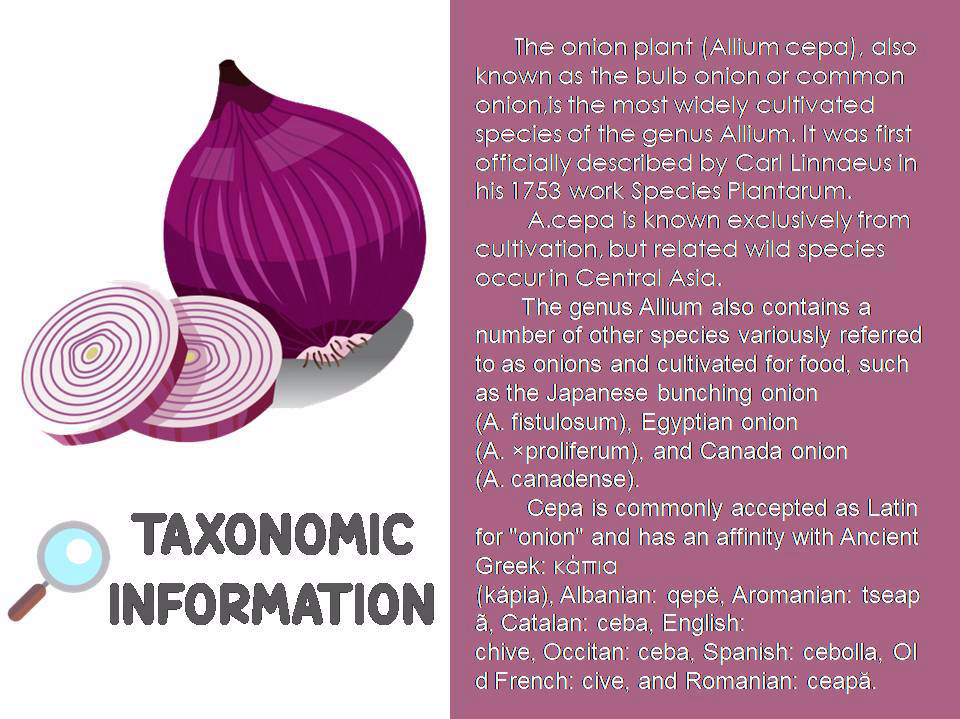 TAXONOMIC
INFORMATION
The onion plant (Allium cepa), also
known as the bulb onion or common
onion,is the most widely cultivated
species of the genus Allium. It was first
officially described by Carl Linnaeus in
his 1753 work Species Plantarum.
A.cepa is known exclusively from
cultivation, but related wild species
occur in Central Asia.
The genus Allium also contains a
number of other species variously referred
to as onions and cultivated for food, such
as the Japanese bunching onion
(A. fistulosum), Egyptian onion
(A. ×proliferum), and Canada onion
(A. canadense).
Cepa is commonly accepted as Latin
for "onion" and has an affinity with Ancient
Greek: κάπια
(kápia), Albanian: qepë, Aromanian: tseap
ã, Catalan: ceba, English:
chive, Occitan: ceba, Spanish: cebolla, Ol
d French: cive, and Romanian: ceapă.